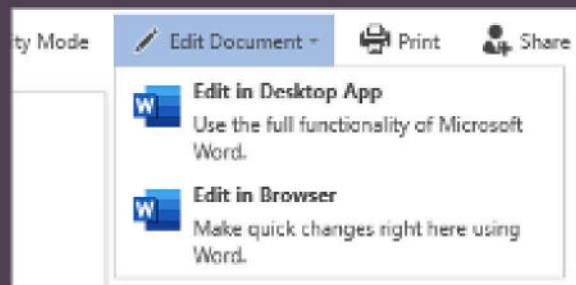 ity Mode Edit Document Print Share
Edit in Desktop App
Use the full functionality of Microsoft
Word.
Edit in Browser
Make quick changes right here using
Word.